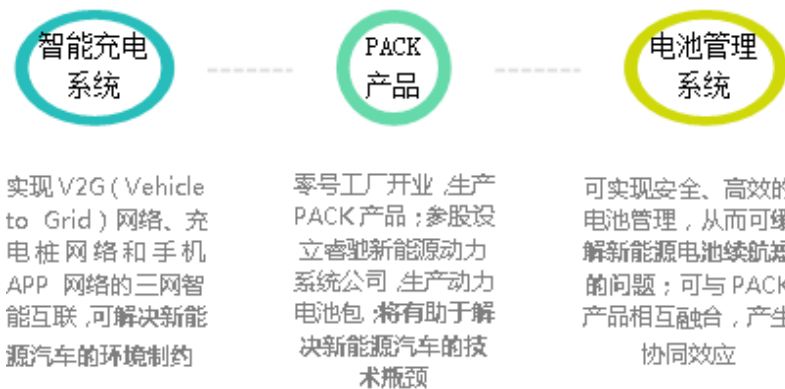 智能充电
系统
PACK
产品
电池管理
系统
实现 V2G ( Vehicle
to Grid ) 网络、充
电桩网络和手机
APP 网络的三网智
能互联 ,可解决新能
源汽车的环境制约
零号工厂开业 ,生产
PACK 产品 ; 参股设
立睿驰新能源动力
系统公司 ,生产动力
电池包 ;将有助于解
决新能源汽车的技
术瓶颈
可实现安全、高效的
电池管理 , 从而可缓
解新能源电池续航短
的问题 ; 可与 PACK
产品相互融合 , 产生
协同效应